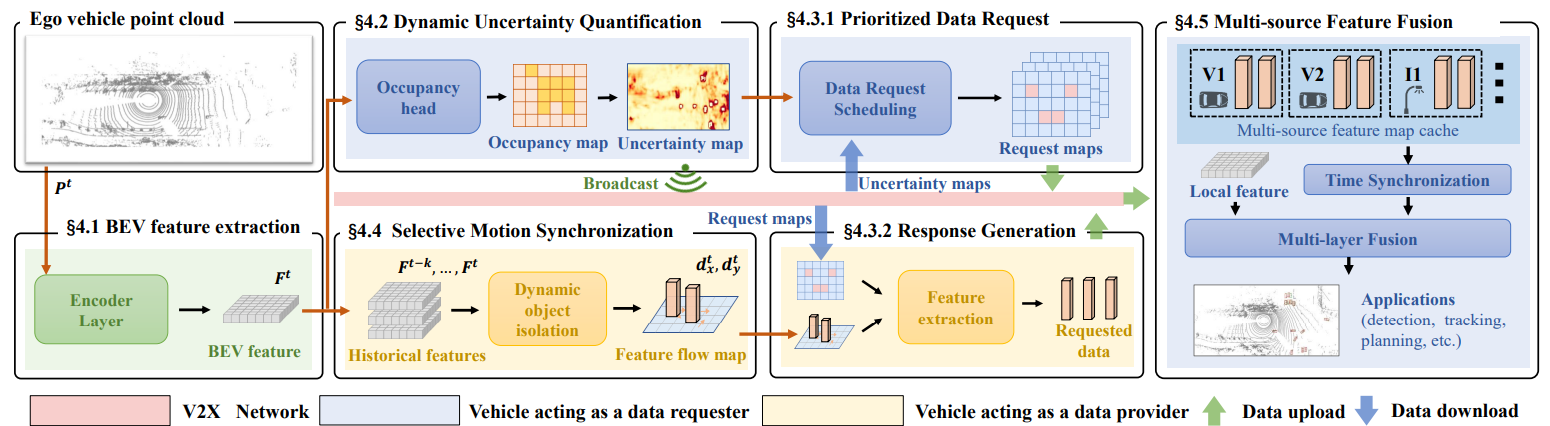 Ego vehicle point cloud
P^t
§4.1 BEV feature extraction
Encoder
Layer
F^t
BEV feature
§4.2 Dynamic Uncertainty Quantification
Occupancy
head
Occupancy map
Uncertainty map
Broadcast
§4.3.1 Prioritized Data Request
Data Request
Scheduling
Request maps
Uncertainty maps
Request maps
§4.4 Selective Motion Synchronization
F^{t-k}, ..., F^t
Historical features
Dynamic
object
isolation
d_x^t, d_y^t
Feature flow map
§4.3.2 Response Generation
Feature
extraction
Requested
data
§4.5 Multi-source Feature Fusion
V1
V2
I1
Multi-source feature map cache
Local feature
Time Synchronization
Multi-layer Fusion
Applications
(detection, tracking,
planning, etc.)
V2X Network
Vehicle acting as a data requester
Vehicle acting as a data provider
Data upload
Data download